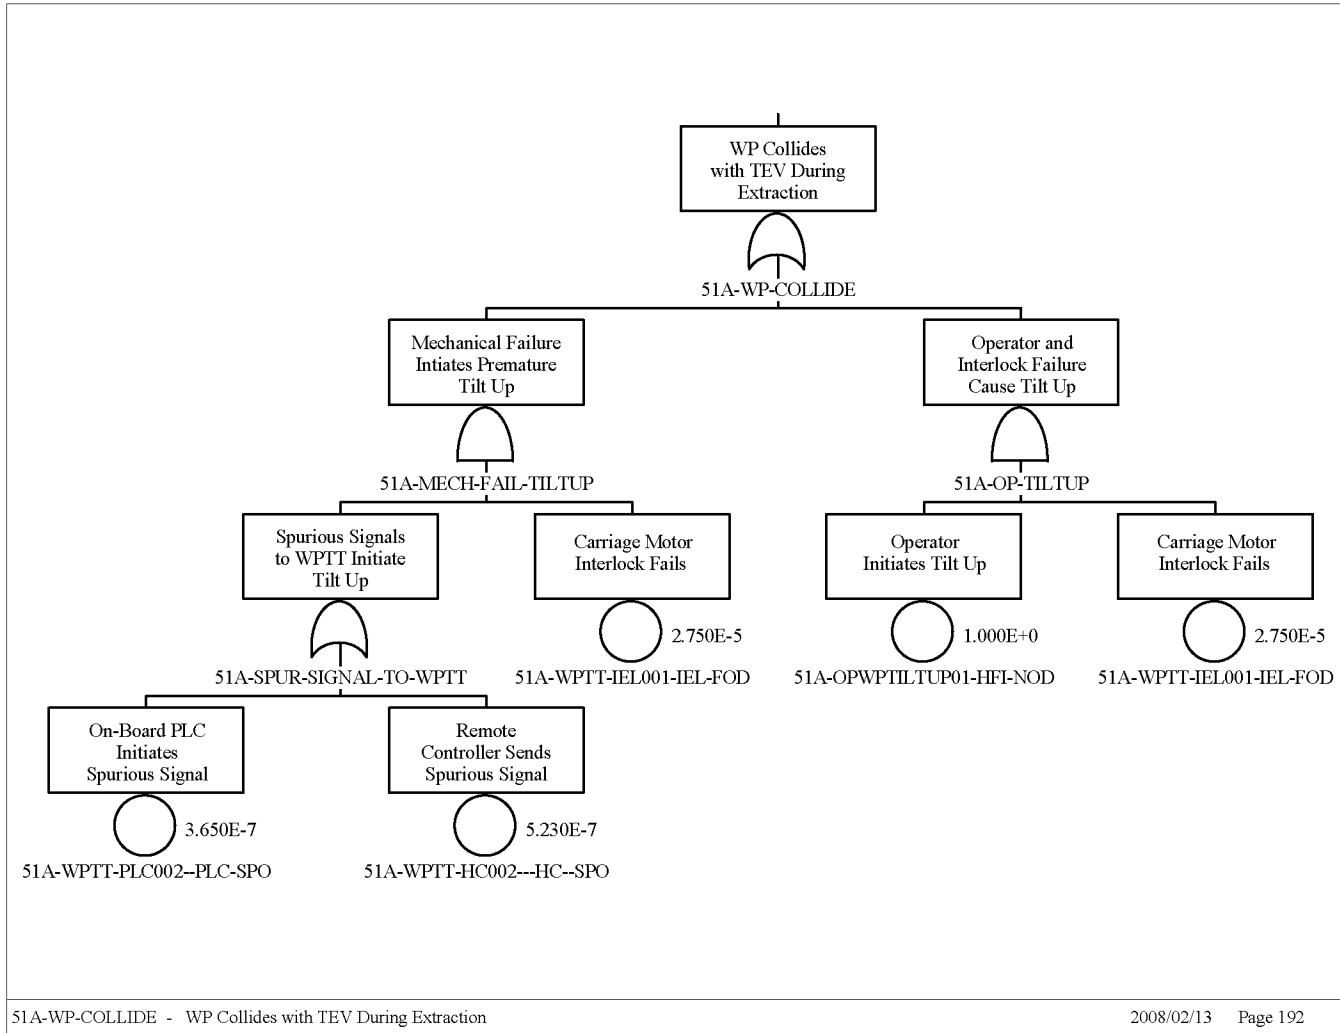 WP Collides
with TEV During
Extraction
51A-WP-COLLIDE
Mechanical Failure
Intiates Premature
Tilt Up
51A-MECH-FAIL-TILTUP
Operator and
Interlock Failure
Cause Tilt Up
51A-OP-TILTUP
Spurious Signals
to WPTT Initiate
Tilt Up
51A-SPUR-SIGNAL-TO-WPTT
Carriage Motor
Interlock Fails
2.750E-5
51A-WPTT-IEL001-IEL-FOD
Operator
Initiates Tilt Up
1.000E+0
51A-OPWPTILTUP01-HFI-NOD
Carriage Motor
Interlock Fails
2.750E-5
51A-WPTT-IEL001-IEL-FOD
On-Board PLC
Initiates
Spurious Signal
3.650E-7
51A-WPTT-PLC002--PLC-SPO
Remote
Controller Sends
Spurious Signal
5.230E-7
51A-WPTT-HC002---HC--SPO
51A-WP-COLLIDE - WP Collides with TEV During Extraction
2008/02/13 Page 192